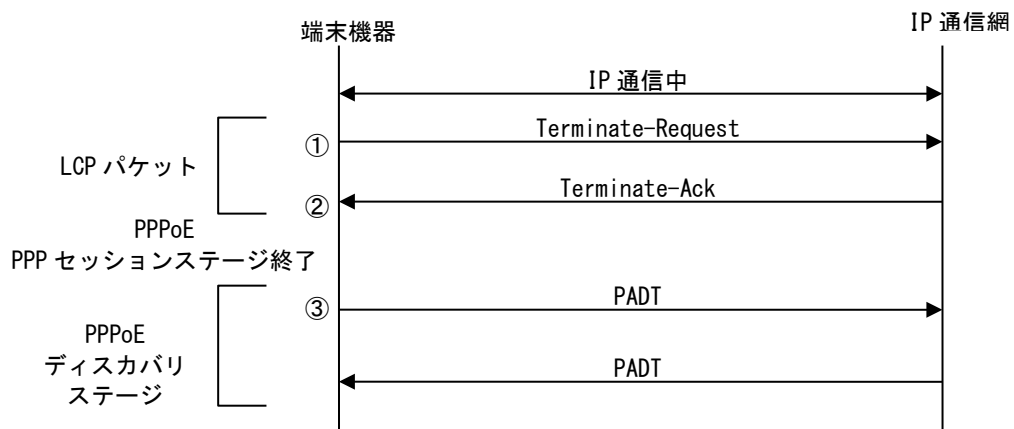 端末機器
IP 通信網
IP 通信中
① Terminate-Request
LCP パケット
② Terminate-Ack
PPPoE
PPP セッションステージ終了
③ PADT
PPPoE
ディスカバリ
ステージ
PADT